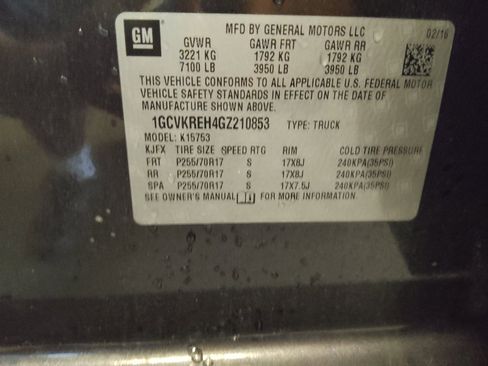 GM
MFD BY GENERAL MOTORS LLC 02/16
GVWR GAWR FRT GAWR RR
3221 KG 1792 KG 1792 KG
7100 LB 3950 LB 3950 LB
THIS VEHICLE CONFORMS TO ALL APPLICABLE U.S. FEDERAL MOTOR
VEHICLE SAFETY STANDARDS IN EFFECT ON THE DATE OF
MANUFACTURE SHOWN ABOVE.
1GCVKREH4GZ210853 TYPE: TRUCK
MODEL: K15753
KJFX TIRE SIZE SPEED RTG RIM COLD TIRE PRESSURE
FRT P255/70R17 S 17X8J 240KPA(35PSI)
RR P255/70R17 S 17X8J 240KPA(35PSI)
SPA P255/70R17 S 17X7.5J 240KPA(35PSI)
SEE OWNER'S MANUAL FOR MORE INFORMATION.